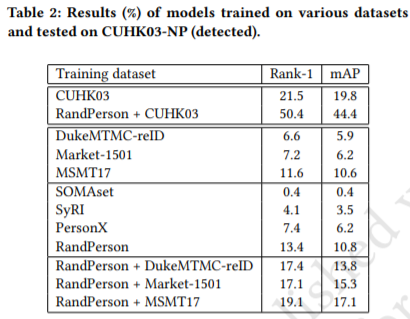 Table 2: Results (%) of models trained on various datasets
and tested on CUHK03-NP (detected).
Training dataset Rank-1 mAP
CUHK03 21.5 19.8
RandPerson + CUHK03 50.4 44.4
DukeMTMC-reID 6.6 5.9
Market-1501 7.2 6.2
MSMT17 11.6 10.6
SOMAset 0.4 0.4
SyRI 4.1 3.5
PersonX 7.4 6.2
RandPerson 13.4 10.8
RandPerson + DukeMTMC-reID 17.4 13.8
RandPerson + Market-1501 17.1 15.3
RandPerson + MSMT17 19.1 17.1